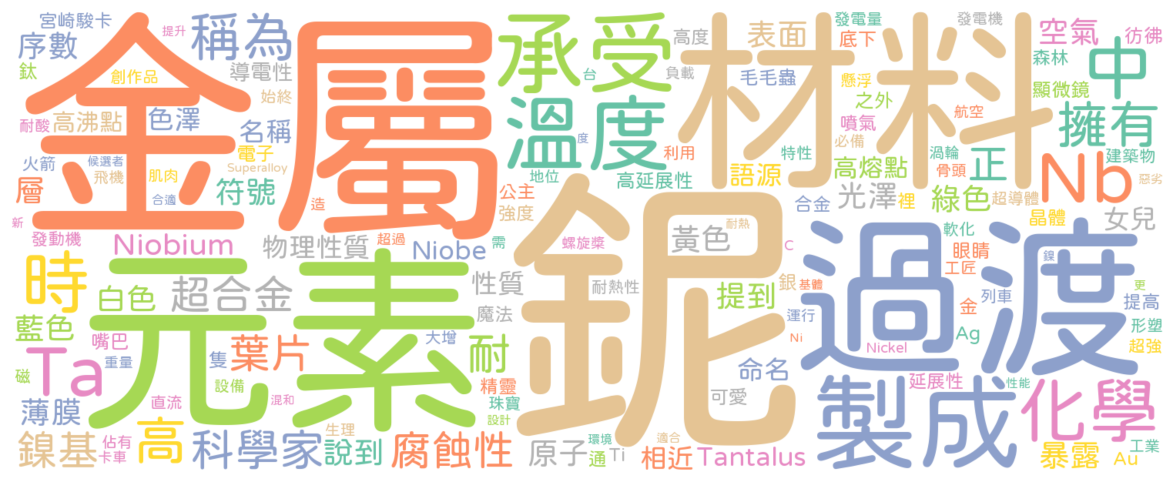 宮崎駿卡
提升
序數
稱為
鈦
創作品
導電性
始終
耐酸
高沸點
色澤
名稱
火箭
候選者
飛機
電子
Superalloy
肌肉
層
合適
符號
新
造
金屬
承受
溫度
度
台
高度
負載
表面
發電量
底下
發電機
空氣
彷彿
毛毛蟲
懸浮
之外
森林
顯微鏡
中
材料
噴氣
航空
必備
擁有
利用
特性
語源
高熔點
渦輪
正
骨頭
Nb
建築物
惡劣
地位
高延展性
公主
強度
光澤
裡
綠色
超導體
合金
晶體
女兒
發動機
Niobium
物理性質
超過
Niobe
需
螺旋槳
耐熱
黃色
C
軟化
眼睛
工匠
鎳
時
元素
白色
超合金
性質
耐熱性
鈮
提到
銀
基體
過渡
金
列車
更
提高
藍色
嘴巴
Ta
重量
隻
葉片
大增
魔法
耐
運行
Ni
Ag
形塑
超強
Nickel
磁
設備
精靈
可愛
命名
延展性
性能
薄膜
直流
混和
珠寶
設計
製成
化學
鎳基
佔有
卡車
高
科學家
生理
說到
腐蝕性
原子
環境
通
Ti
適合
相近
Tantalus
暴露
工業
Au